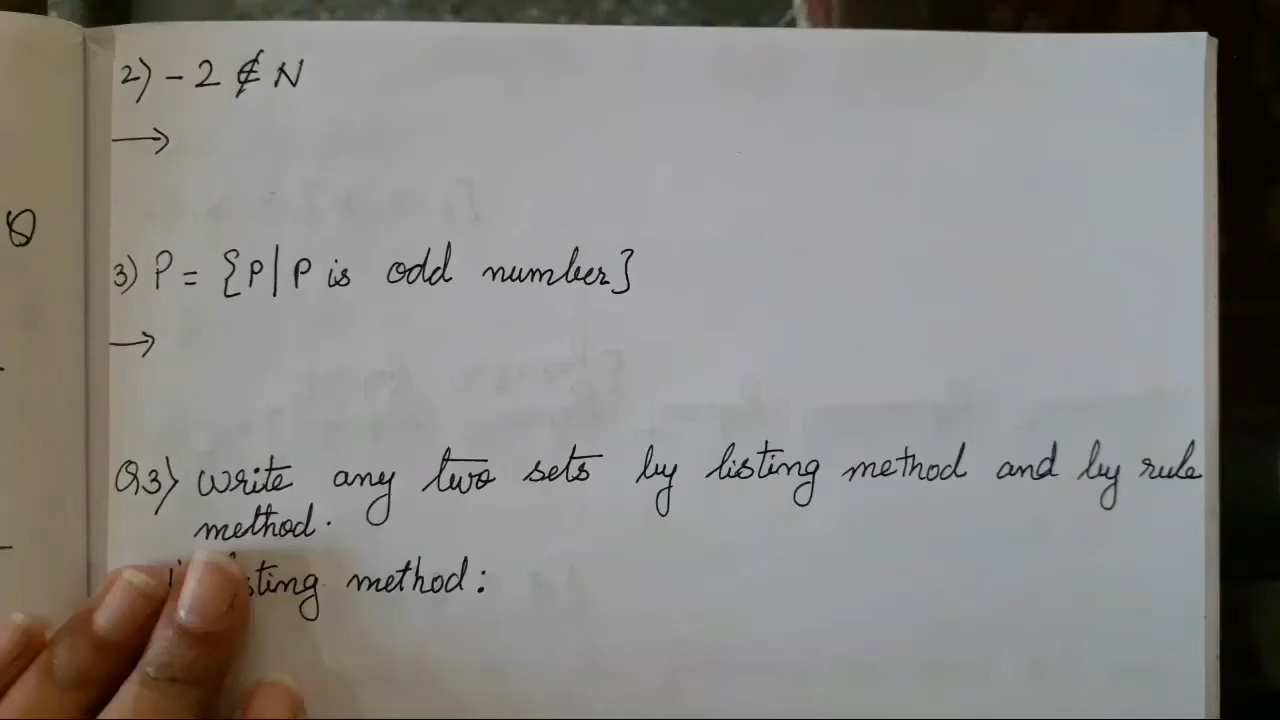 2) - 2 ∉ N
→
3) P = {P | P is odd number}
→
Q3) Write any two sets by listing method and by rule
method.
method: